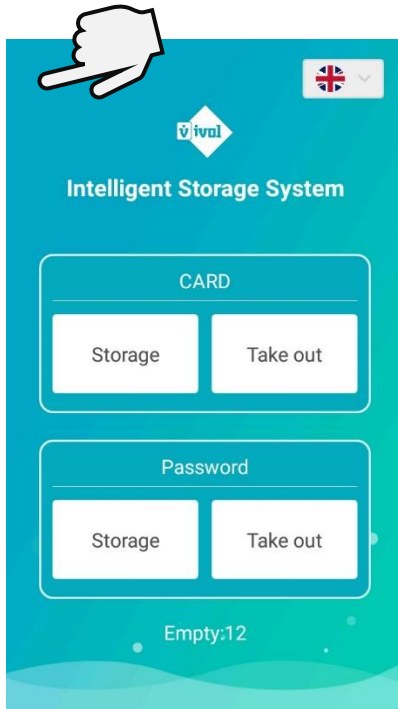 v ivol
Intelligent Storage System
CARD
Storage Take out
Password
Storage Take out
Empty:12